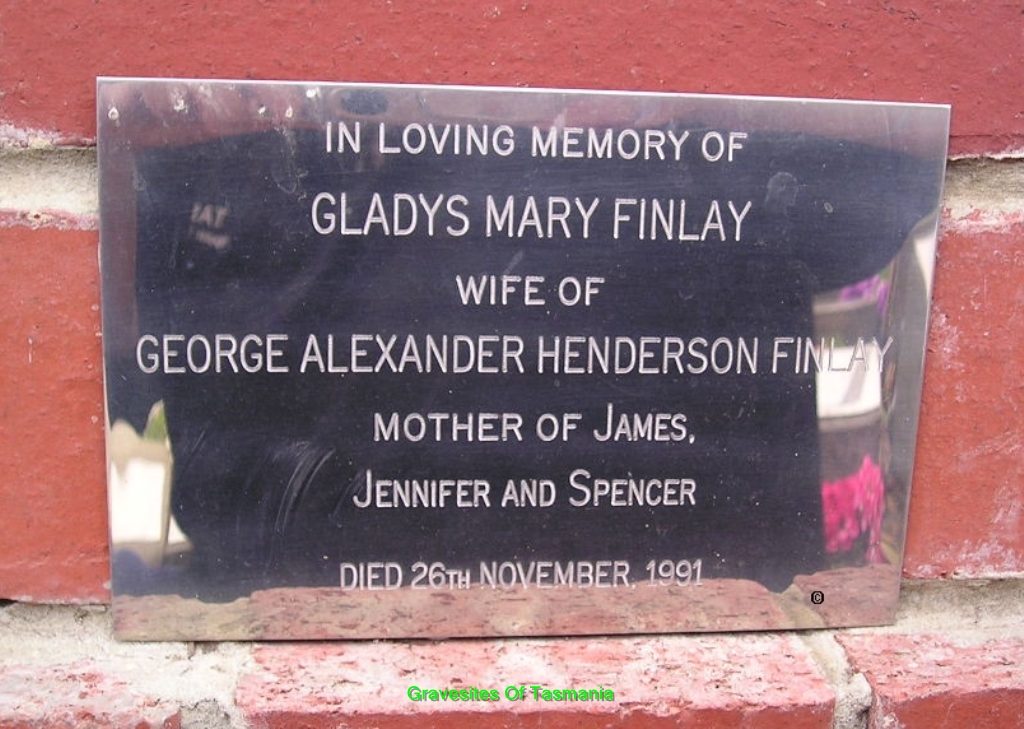 IN LOVING MEMORY OF
GLADYS MARY FINLAY
WIFE OF
GEORGE ALEXANDER HENDERSON FINLAY
MOTHER OF JAMES,
JENNIFER AND SPENCER
DIED 26TH NOVEMBER, 1991
©
Gravesites Of Tasmania